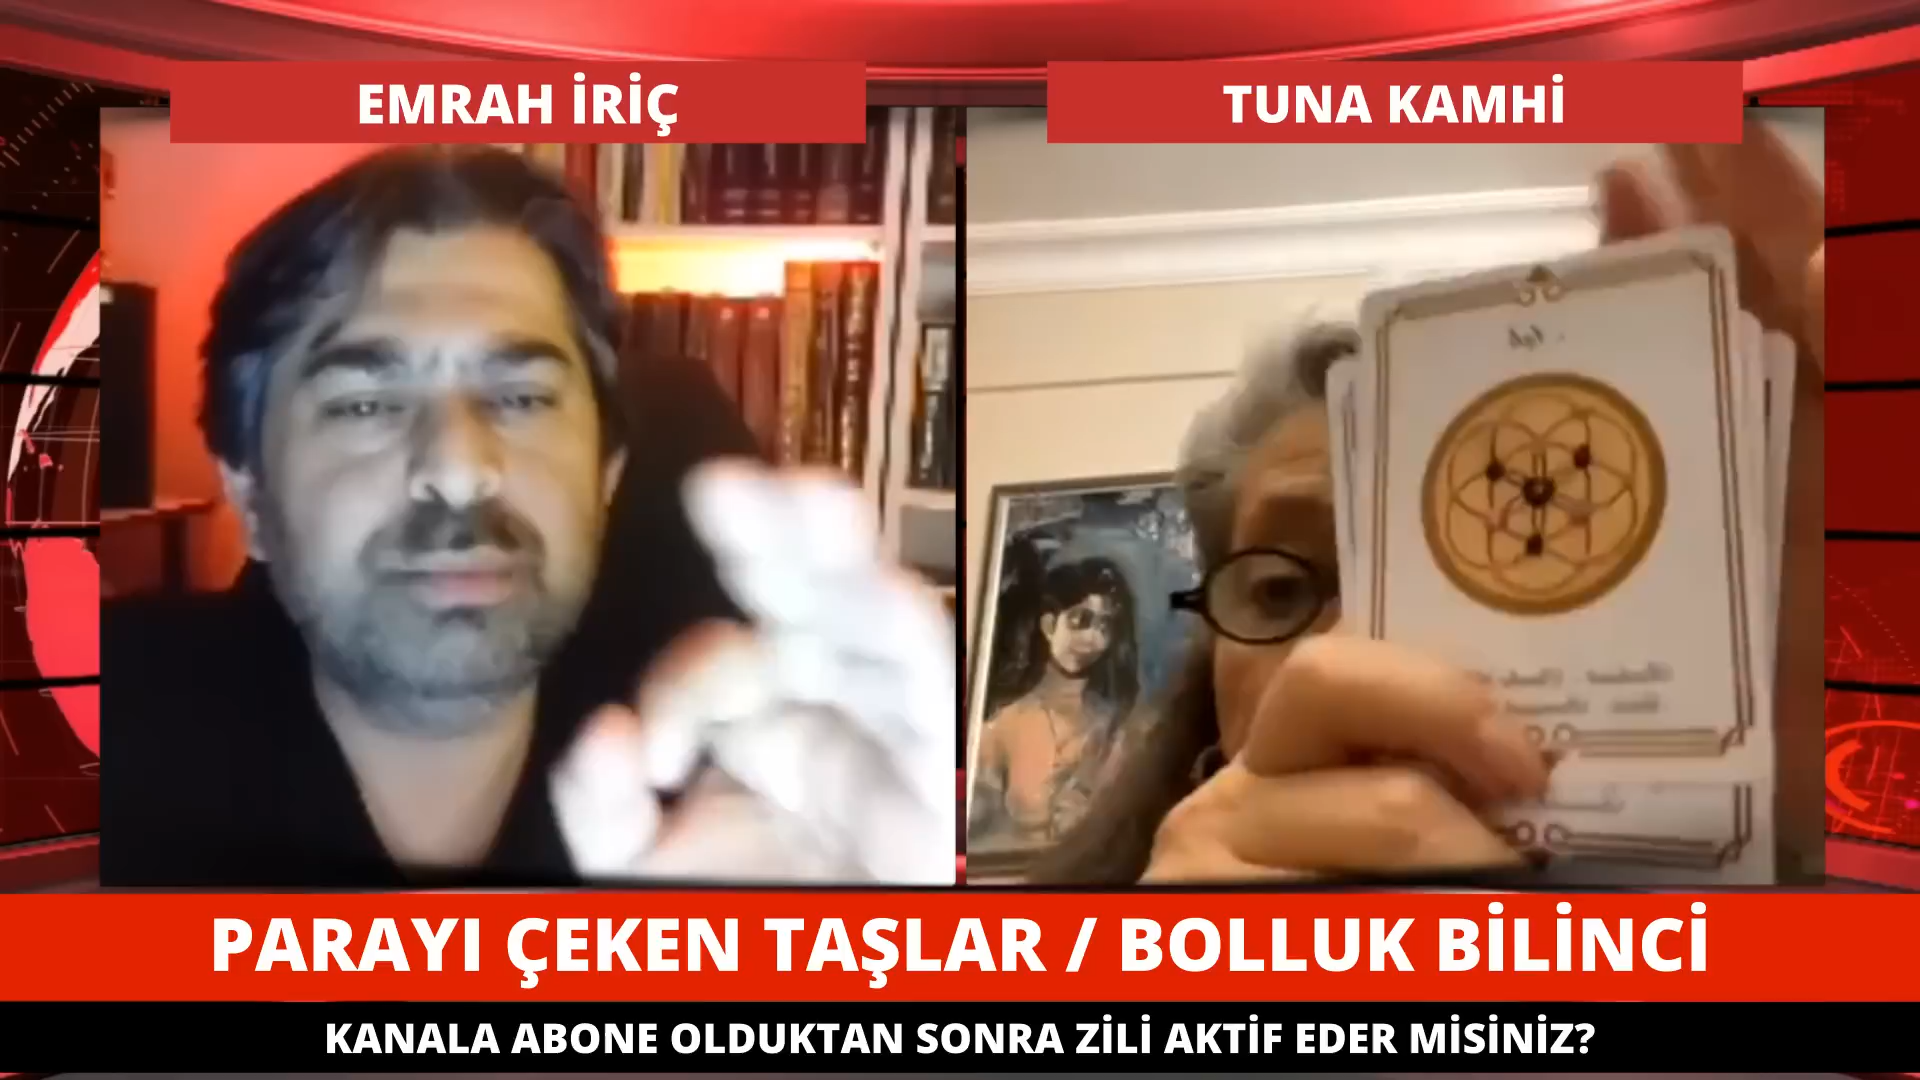 EMRAH İRİÇ
TUNA KAMHİ
PARAYI ÇEKEN TAŞLAR / BOLLUK BİLİNCİ
KANALA ABONE OLDUKTAN SONRA ZİLİ AKTİF EDER MİSİNİZ?